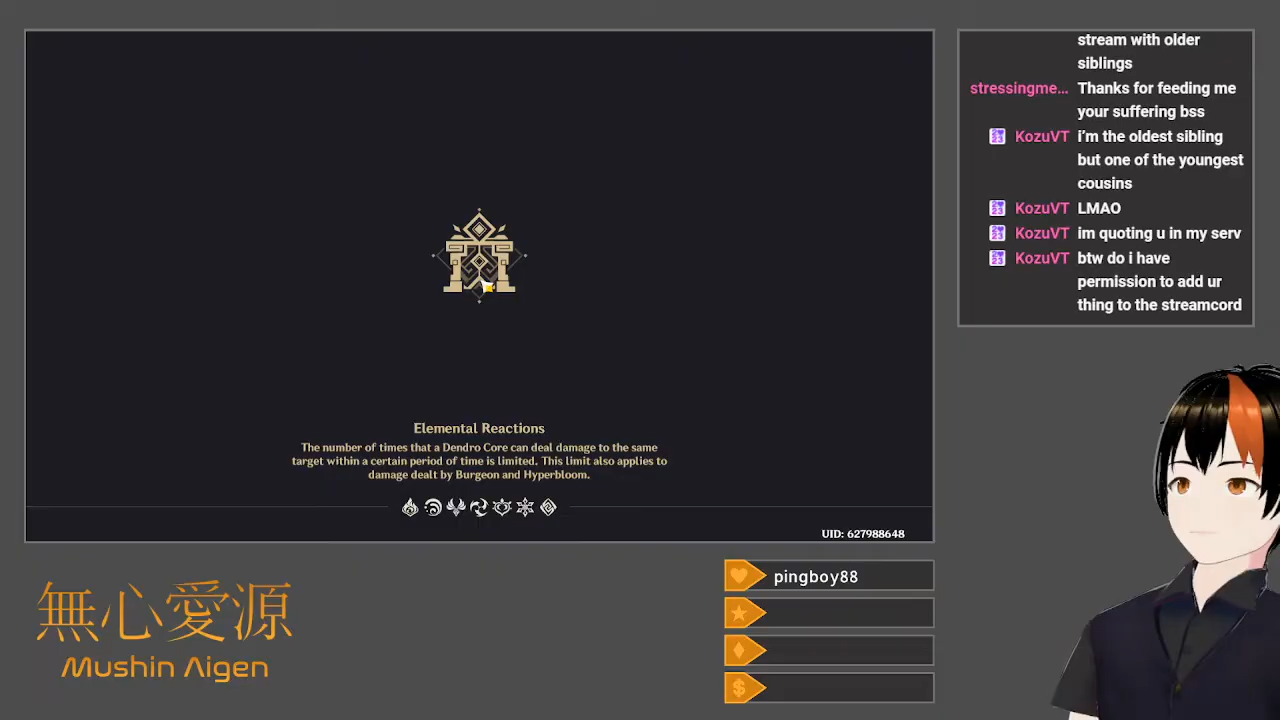 stream with older
siblings
stressingme... Thanks for feeding me
your suffering bss
KozuVT i'm the oldest sibling
but one of the youngest
cousins
KozuVT LMAO
KozuVT im quoting u in my serv
KozuVT btw do i have
permission to add ur
thing to the streamcord
Elemental Reactions
The number of times that a Dendro Core can deal damage to the same
target within a certain period of time is limited. This limit also applies to
damage dealt by Burgeon and Hyperbloom.
UID: 627988648
pingboy88
無心愛源
Mushin Aigen